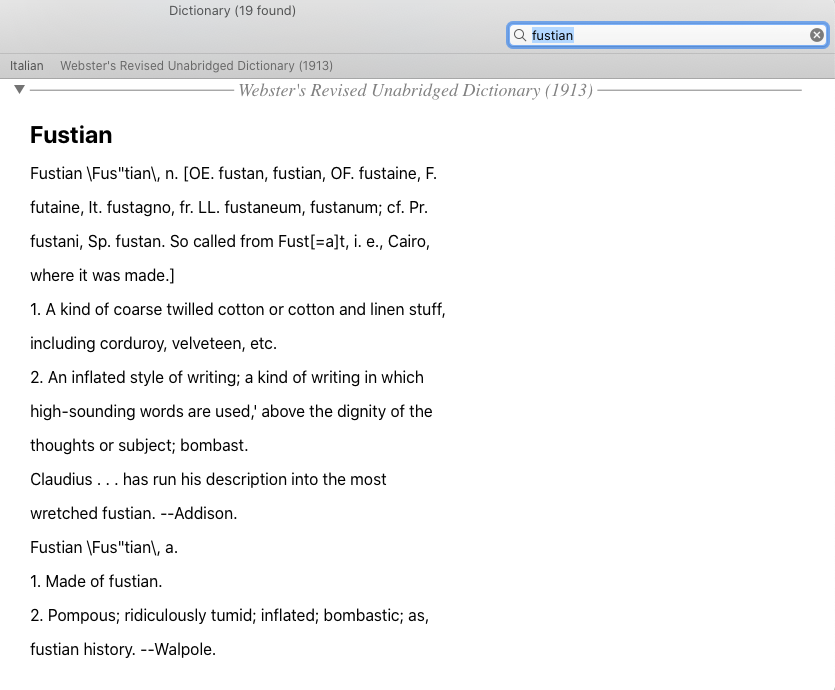 Dictionary (19 found)
fustian
Italian Webster's Revised Unabridged Dictionary (1913)
Webster's Revised Unabridged Dictionary (1913)
Fustian
Fustian \Fus"tian\, n. [OE. fustan, fustian, OF. fustaine, F.
futaine, It. fustagno, fr. LL. fustaneum, fustanum; cf. Pr.
fustani, Sp. fustan. So called from Fust[=a]t, i. e., Cairo,
where it was made.]
1. A kind of coarse twilled cotton or cotton and linen stuff,
including corduroy, velveteen, etc.
2. An inflated style of writing; a kind of writing in which
high-sounding words are used,' above the dignity of the
thoughts or subject; bombast.
Claudius . . . has run his description into the most
wretched fustian. --Addison.
Fustian \Fus"tian\, a.
1. Made of fustian.
2. Pompous; ridiculously tumid; inflated; bombastic; as,
fustian history. --Walpole.